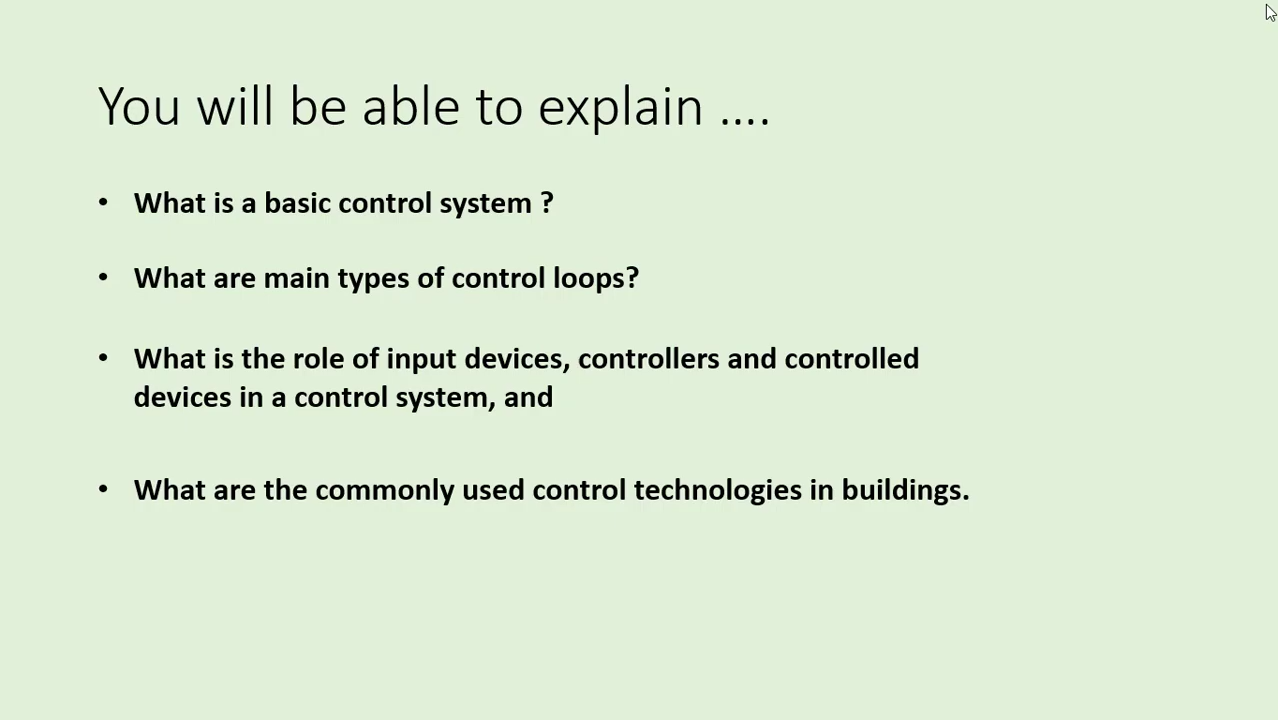 You will be able to explain ....
• What is a basic control system ?
• What are main types of control loops?
• What is the role of input devices, controllers and controlled
devices in a control system, and
• What are the commonly used control technologies in buildings.